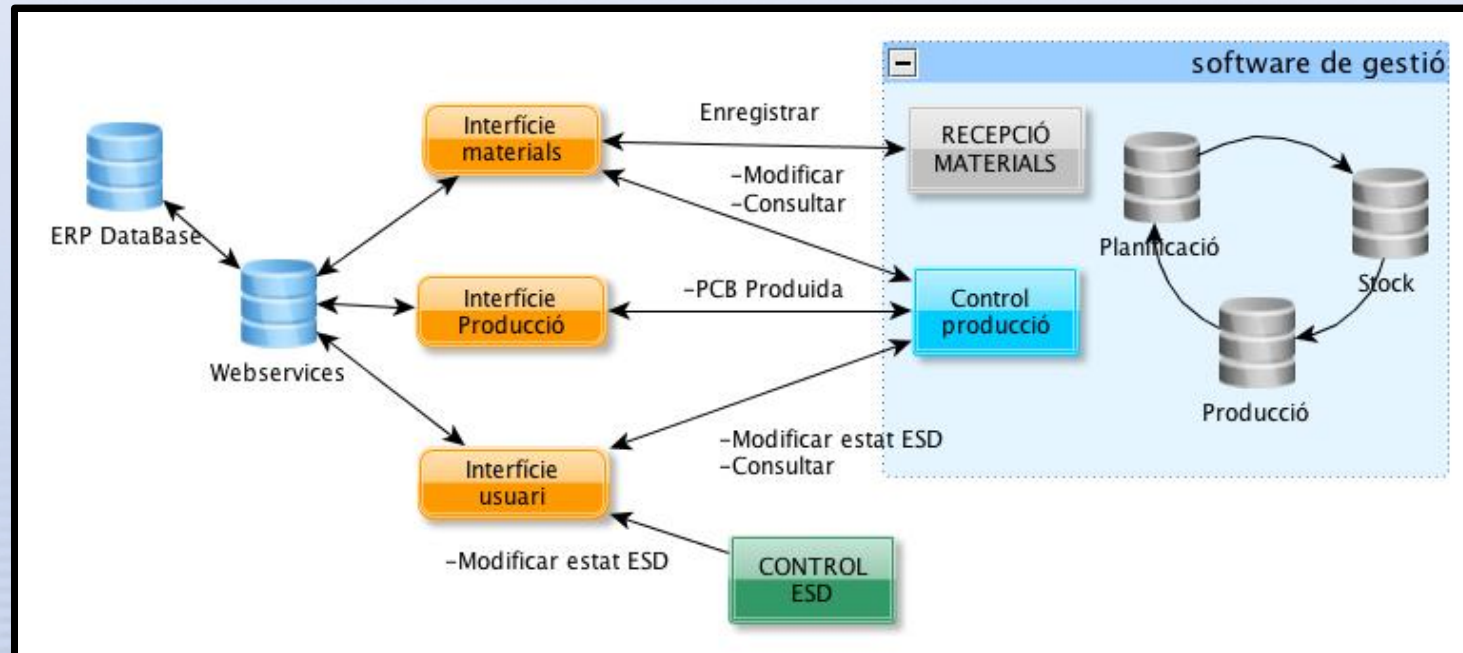 software de gestió
Interfície
materials
Enregistrar
RECEPCIÓ
MATERIALS
-Modificar
-Consultar
ERP DataBase
Planificació
Stock
Interfície
Producció
-PCB Produida
Control
producció
Webservices
Producció
Interfície
usuari
-Modificar estat ESD
-Consultar
-Modificar estat ESD
CONTROL
ESD